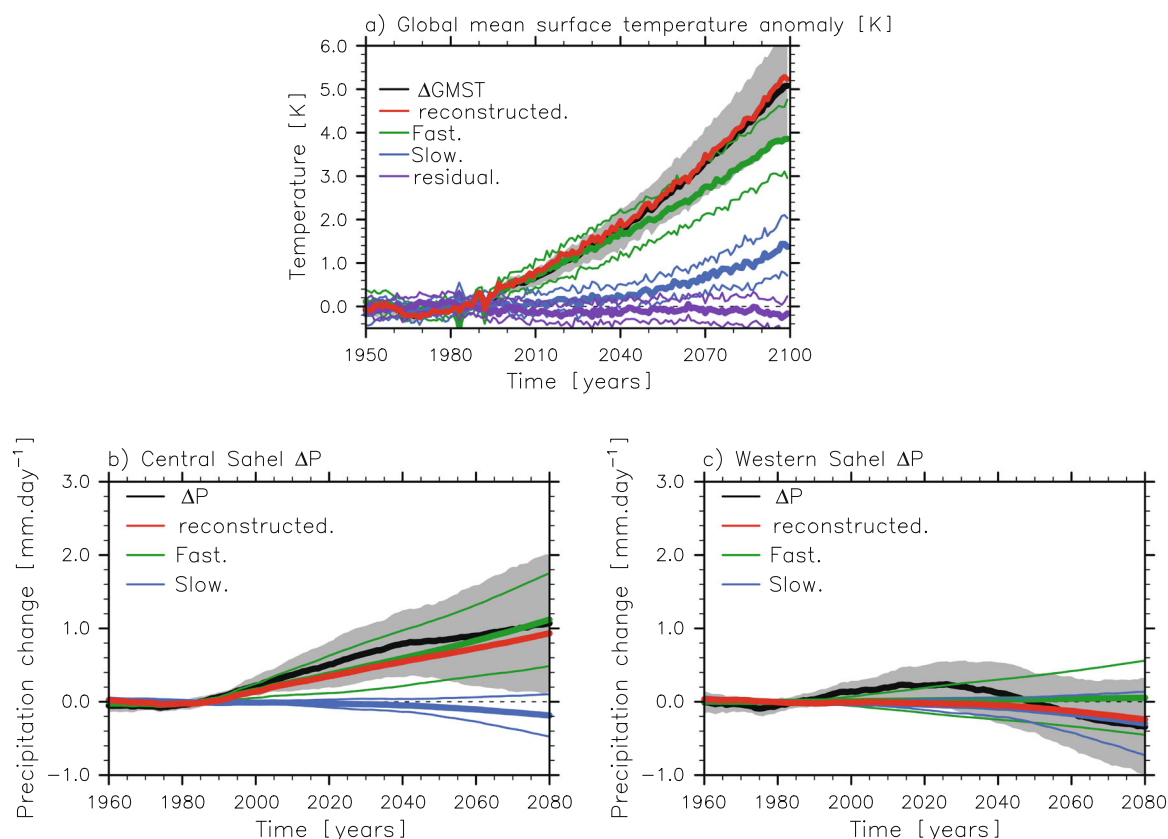 a) Global mean surface temperature anomaly [K]
6.0
5.0
4.0
3.0
2.0
1.0
0.0
Temperature [K]
ΔGMST
reconstructed.
Fast.
Slow.
residual.
1950 1980 2010 2040 2070 2100
Time [years]
b) Central Sahel ΔP
3.0
2.0
1.0
0.0
−1.0
Precipitation change [mm.day⁻¹]
ΔP
reconstructed.
Fast.
Slow.
1960 1980 2000 2020 2040 2060 2080
Time [years]
c) Western Sahel ΔP
3.0
2.0
1.0
0.0
−1.0
Precipitation change [mm.day⁻¹]
ΔP
reconstructed.
Fast.
Slow.
1960 1980 2000 2020 2040 2060 2080
Time [years]